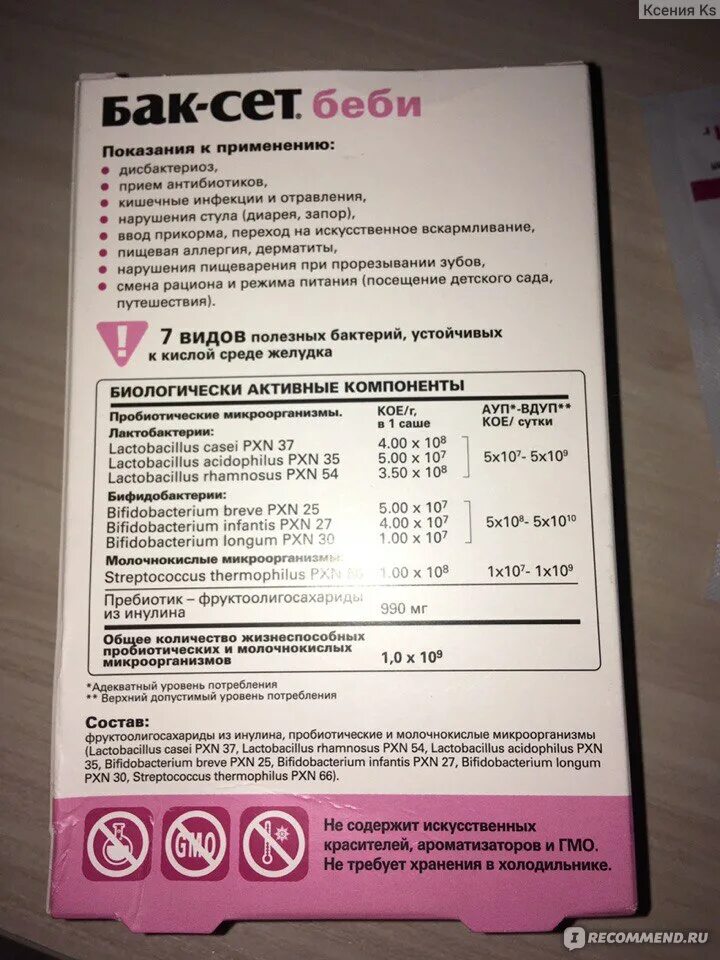 Ксения Ks
Бак-сет® беби
Показания к применению:
• дисбактериоз,
• прием антибиотиков,
• кишечные инфекции и отравления,
• нарушения стула (диарея, запор),
• ввод прикорма, переход на искусственное вскармливание,
• пищевая аллергия, дерматиты,
• нарушения пищеварения при прорезывании зубов,
• смена рациона и режима питания (посещение детского сада,
путешествия).
! 7 видов полезных бактерий, устойчивых
к кислой среде желудка
БИОЛОГИЧЕСКИ АКТИВНЫЕ КОМПОНЕНТЫ
Пробиотические микроорганизмы. КОЕ/г, АУП*-ВДУП**
в 1 саше КОЕ/ сутки
Лактобактерии:
Lactobacillus casei PXN 37 4.00 x 10⁸
Lactobacillus acidophilus PXN 35 5.00 x 10⁷ 5x10⁷- 5x10⁹
Lactobacillus rhamnosus PXN 54 3.50 x 10⁸
Бифидобактерии:
Bifidobacterium breve PXN 25 5.00 x 10⁷
Bifidobacterium infantis PXN 27 4.00 x 10⁷ 5x10⁸- 5x10¹⁰
Bifidobacterium longum PXN 30 1.00 x 10⁷
Молочнокислые микроорганизмы:
Streptococcus thermophilus PXN 1.00 x 10⁸ 1x10⁷- 1x10⁹
Пребиотик – фруктоолигосахариды
из инулина 990 мг
Общее количество жизнеспособных
пробиотических и молочнокислых
микроорганизмов 1,0 x 10⁹
*Адекватный уровень потребления
** Верхний допустимый уровень потребления
Состав:
фруктоолигосахариды из инулина, пробиотические и молочнокислые микроорганизмы
(Lactobacillus casei PXN 37, Lactobacillus rhamnosus PXN 54, Lactobacillus acidophilus PXN
35, Bifidobacterium breve PXN 25, Bifidobacterium infantis PXN 27, Bifidobacterium longum
PXN 30, Streptococcus thermophilus PXN 66).
GMO
Не содержит искусственных
красителей, ароматизаторов и ГМО.
Не требует хранения в холодильнике.
IRECOMMEND.RU